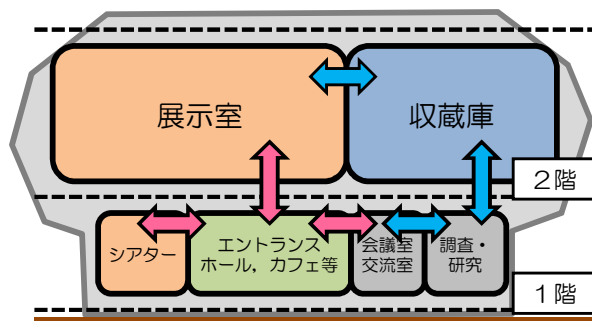 展示室
収蔵庫
2階
シアター
エントランス
ホール，カフェ等
会議室
交流室
調査・
研究
1階